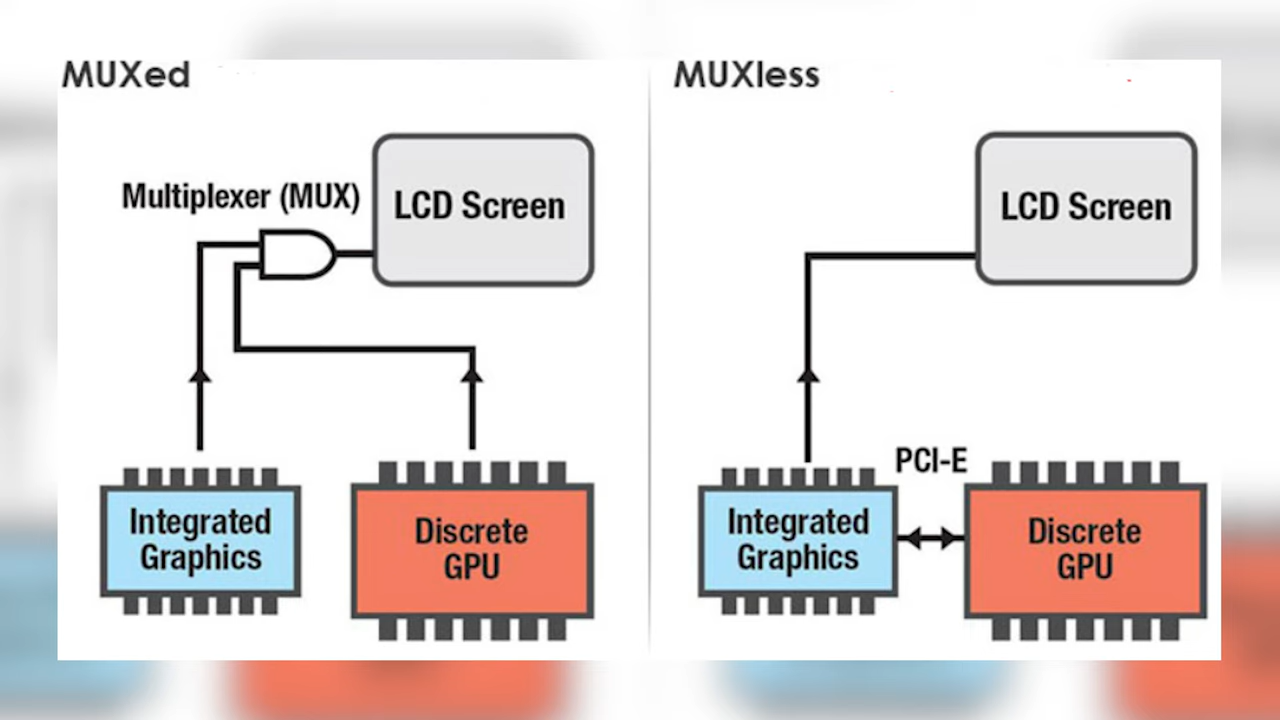 MUXed
Multiplexer (MUX)
LCD Screen
Integrated
Graphics
Discrete
GPU
MUXless
LCD Screen
PCI-E
Integrated
Graphics
Discrete
GPU